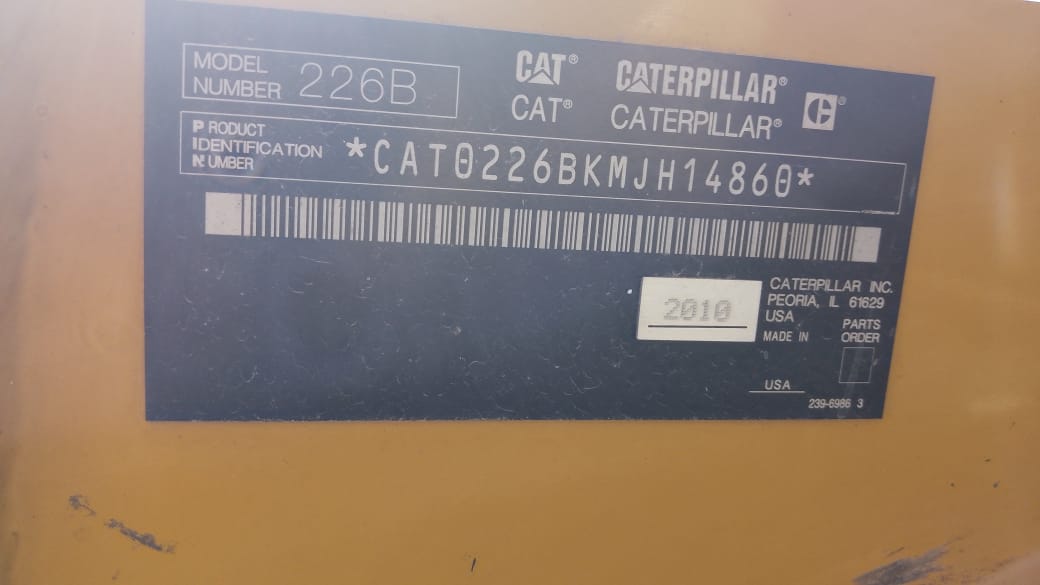 MODEL
NUMBER 226B
CAT® CATERPILLAR®
CAT® CATERPILLAR® C®
PRODUCT
IDENTIFICATION
NUMBER
*CAT0226BKMJH14860*
2010
CATERPILLAR INC.
PEORIA, IL 61629
USA
MADE IN
PARTS
ORDER
USA
239-6986 3